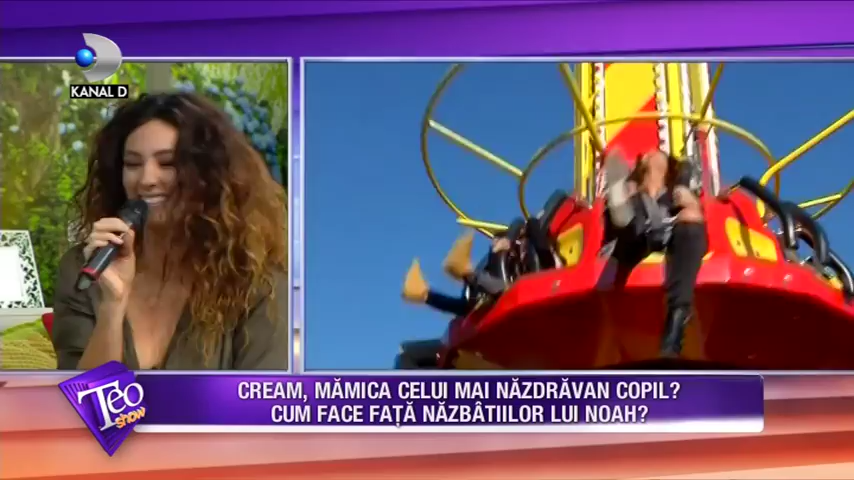 KANAL D
CREAM, MĂMICA CELUI MAI NĂZDRĂVAN COPIL?
CUM FACE FAȚĂ NĂZBÂTIILOR LUI NOAH?
Teo
show